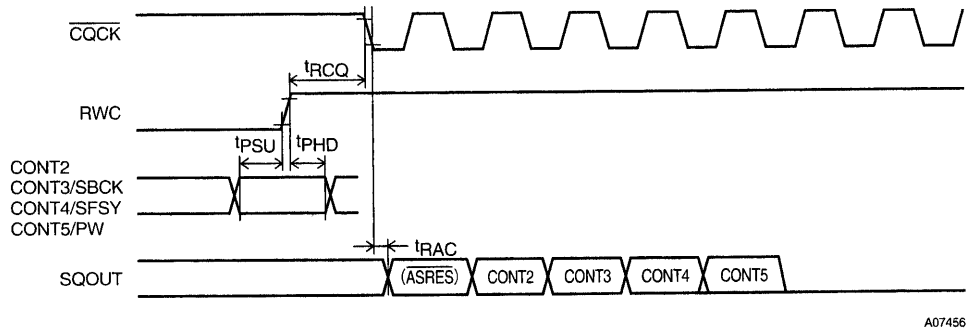 CQCK
tRCQ
RWC
tPSU tPHD
CONT2
CONT3/SBCK
CONT4/SFSY
CONT5/PW
tRAC
SQOUT (ASRES) CONT2 CONT3 CONT4 CONT5
A07456